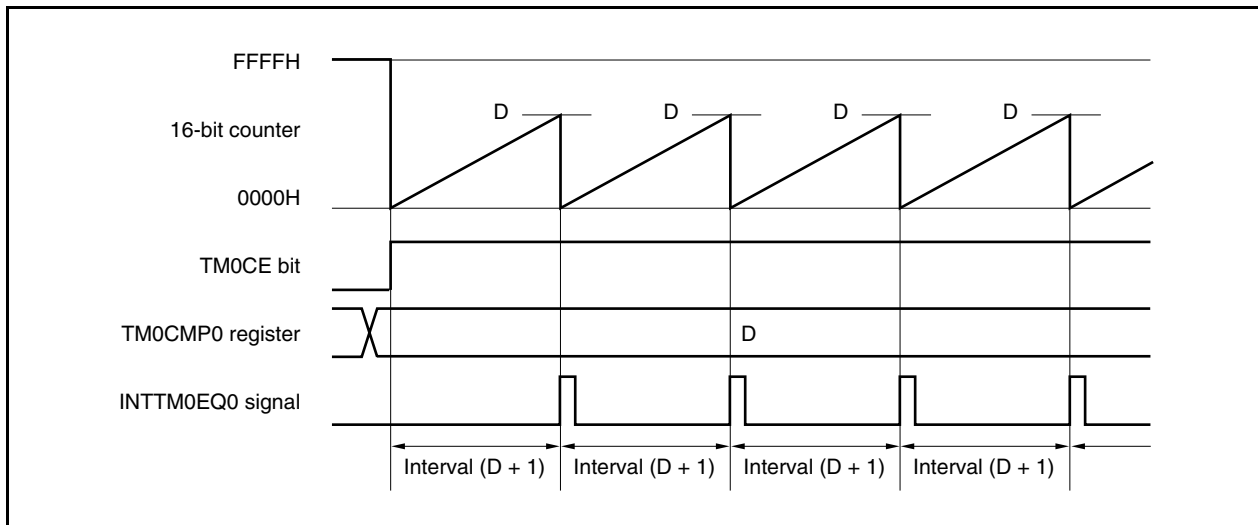 FFFFH
D D D D
16-bit counter
0000H
TM0CE bit
TM0CMP0 register D
INTTM0EQ0 signal
Interval (D + 1) Interval (D + 1) Interval (D + 1) Interval (D + 1)